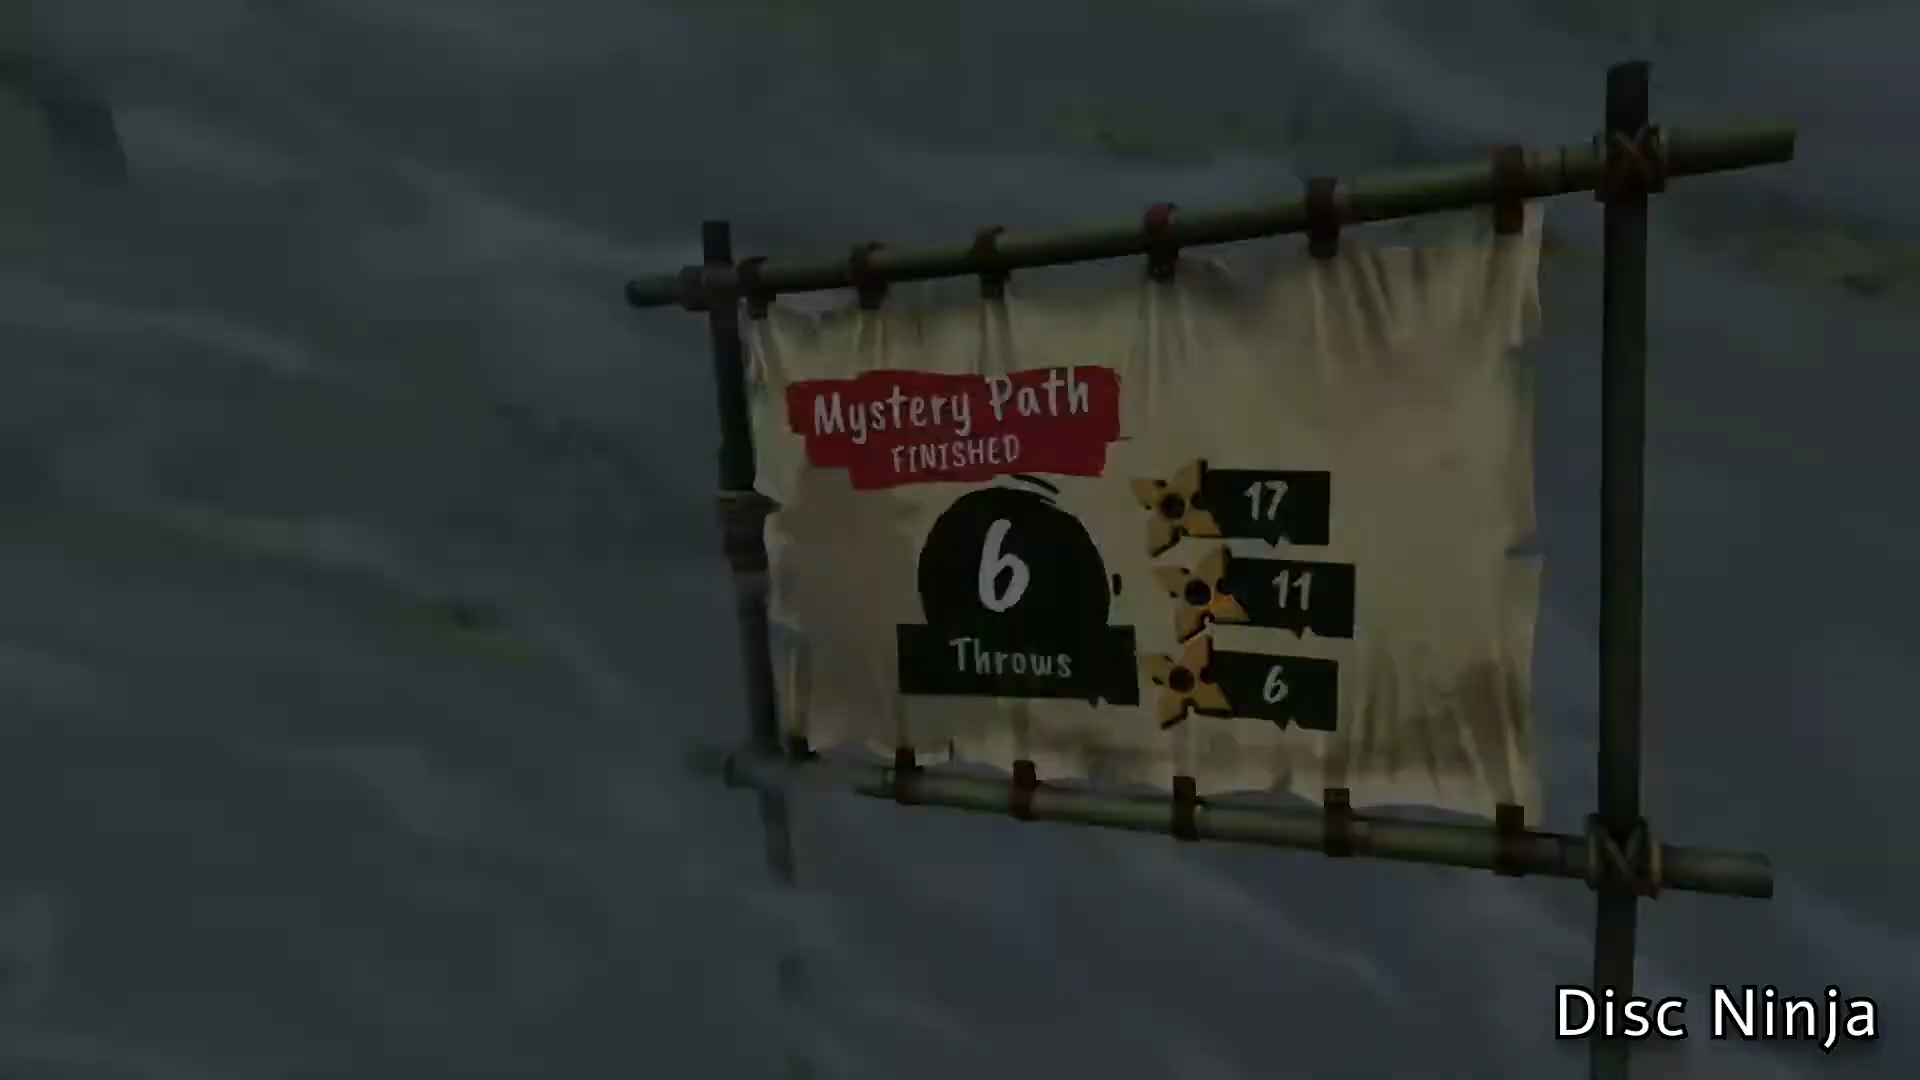 Mystery Path
FINISHED
6
Throws
17
11
6
Disc Ninja